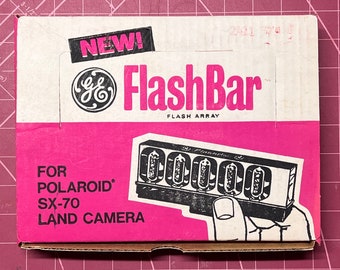 NEW!
GE
FlashBar
FLASH ARRAY
FOR
POLAROID®
SX-70
LAND CAMERA